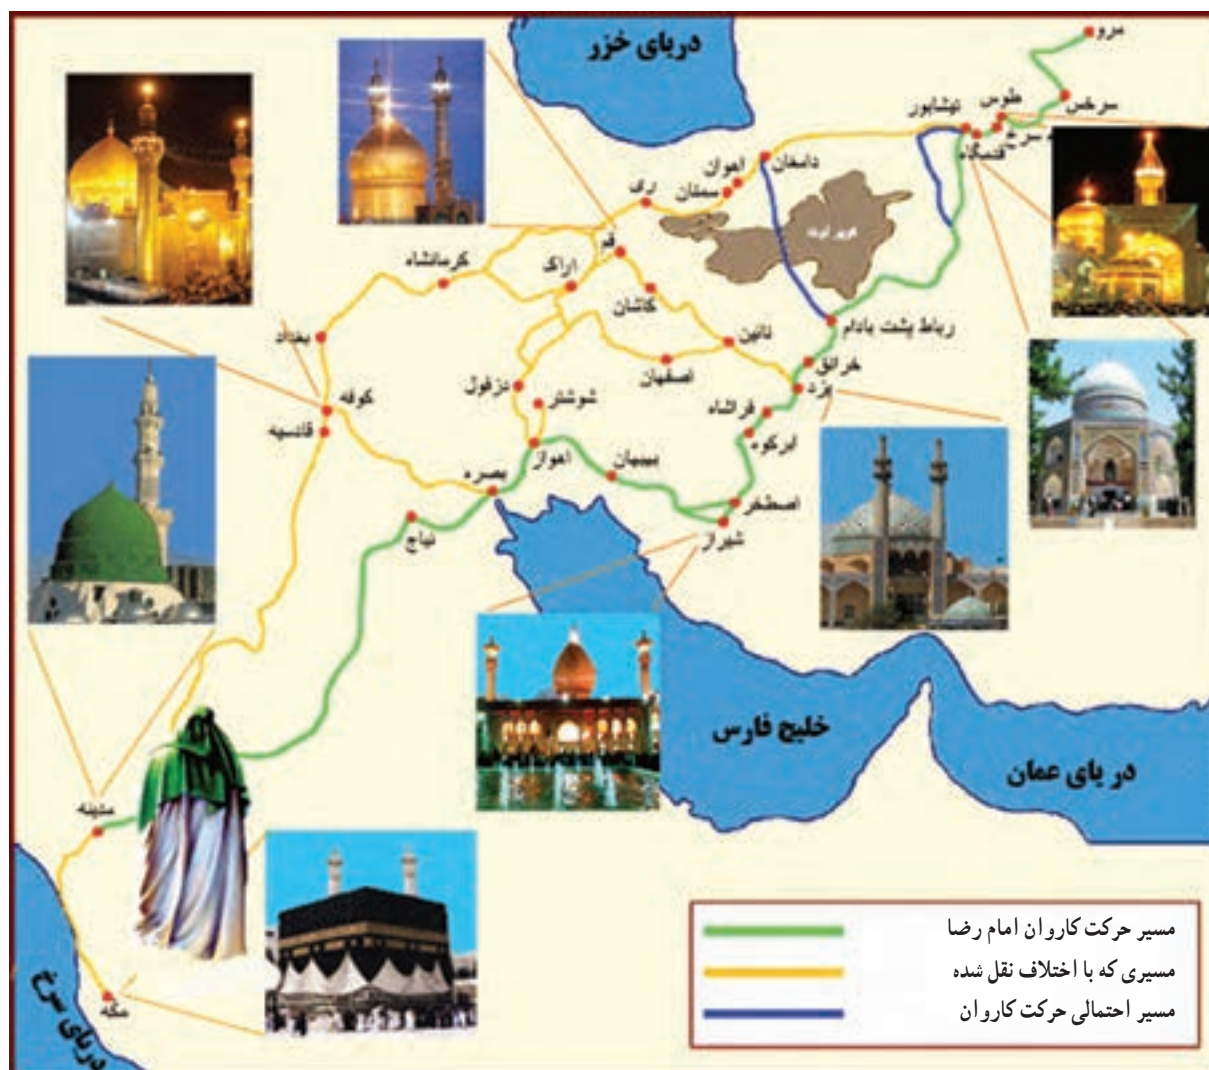 دریای خزر
مرو
سرخس
طوس
نیشابور
سرخ
قدمگاه
دامغان
اهوان
سمنان
ری
کویر لوت
قم
کرمانشاه
اراک
کاشان
رباط پشت بادام
بغداد
نائین
خرانق
اصفهان
یزد
دزفول
شوشتر
فراشاه
کوفه
قادسیه
ابرکوه
اهواز
بهبهان
بصره
اصطخر
نباج
شیراز
خلیج فارس
دریای عمان
مدینه
مکه
دریای سرخ
مسیر حرکت کاروان امام رضا
مسیری که با اختلاف نقل شده
مسیر احتمالی حرکت کاروان